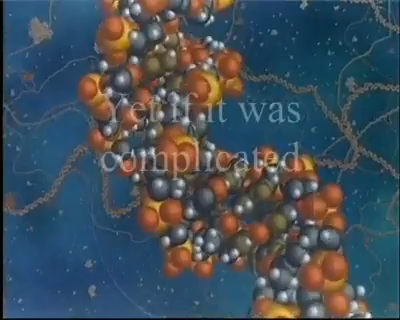 Yet if it was
complicated